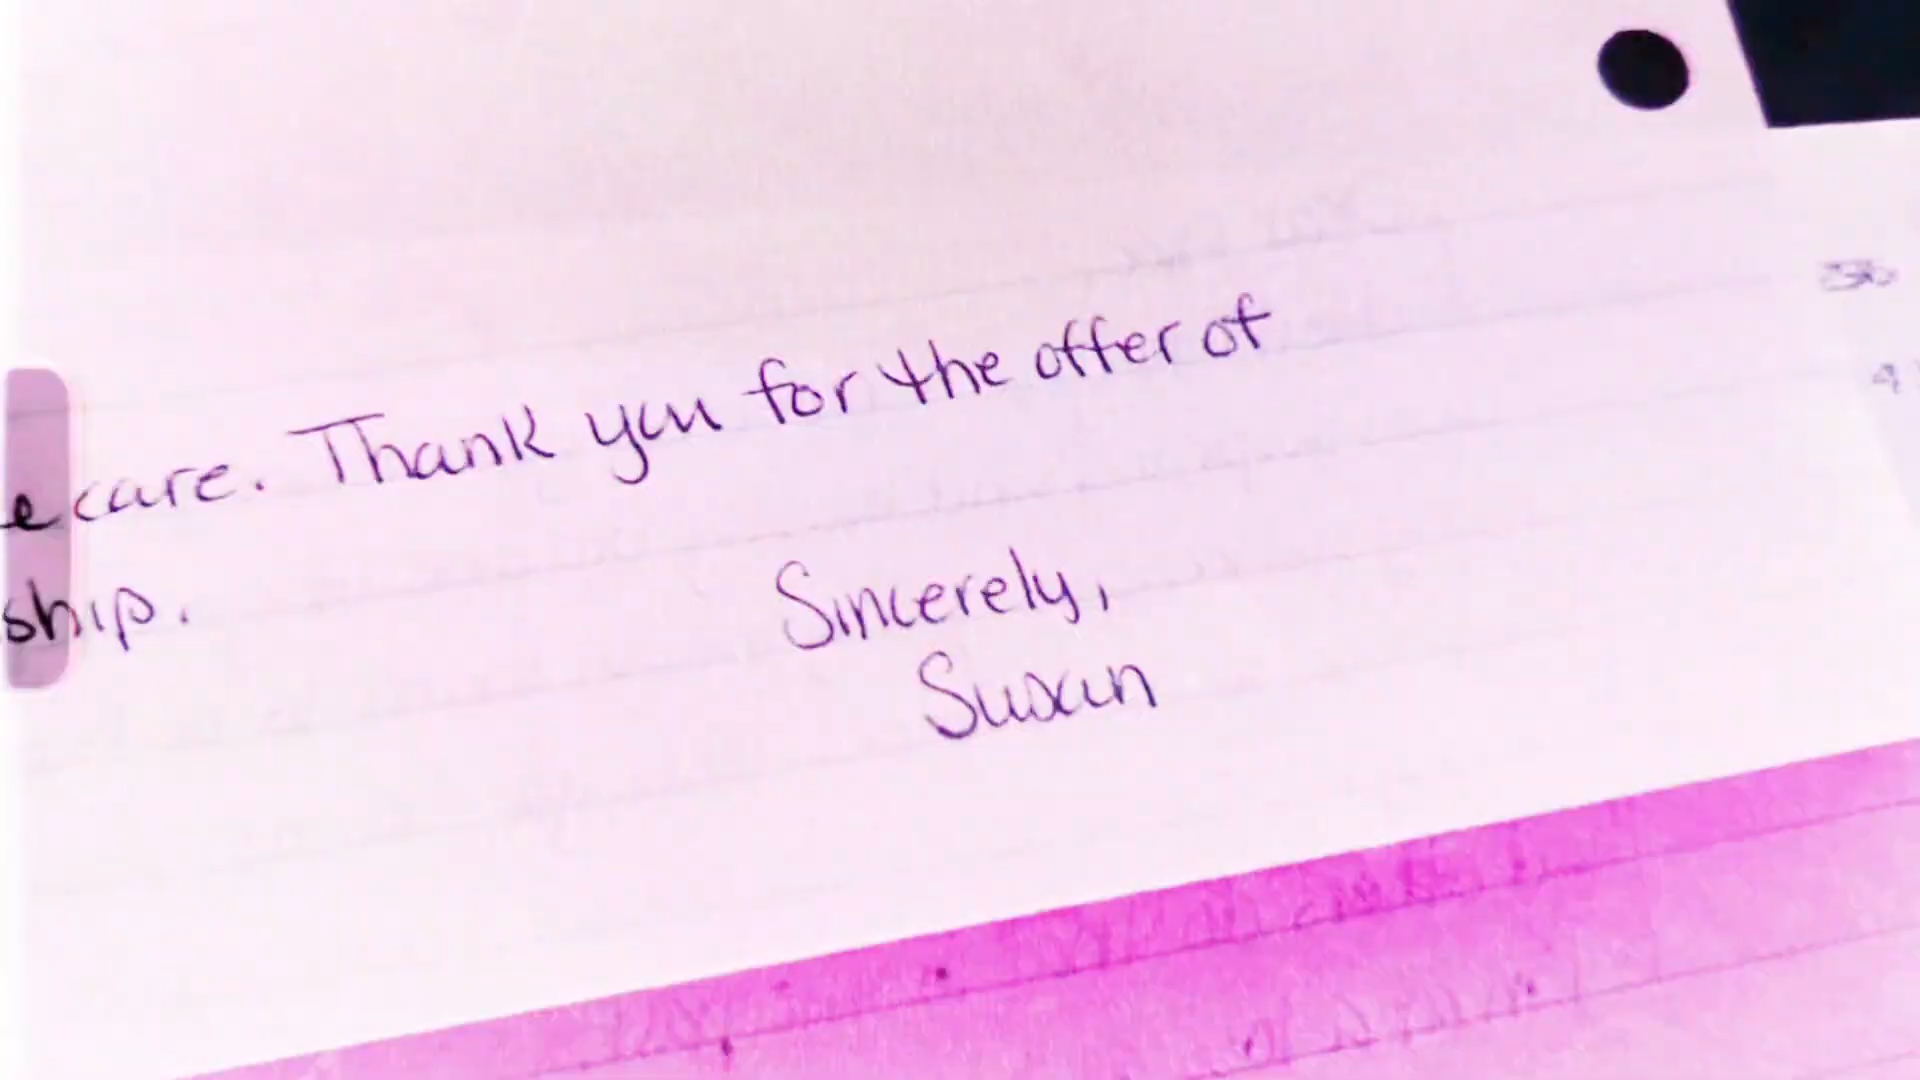 e care. Thank you for the offer of
ship.
Sincerely,
Susan